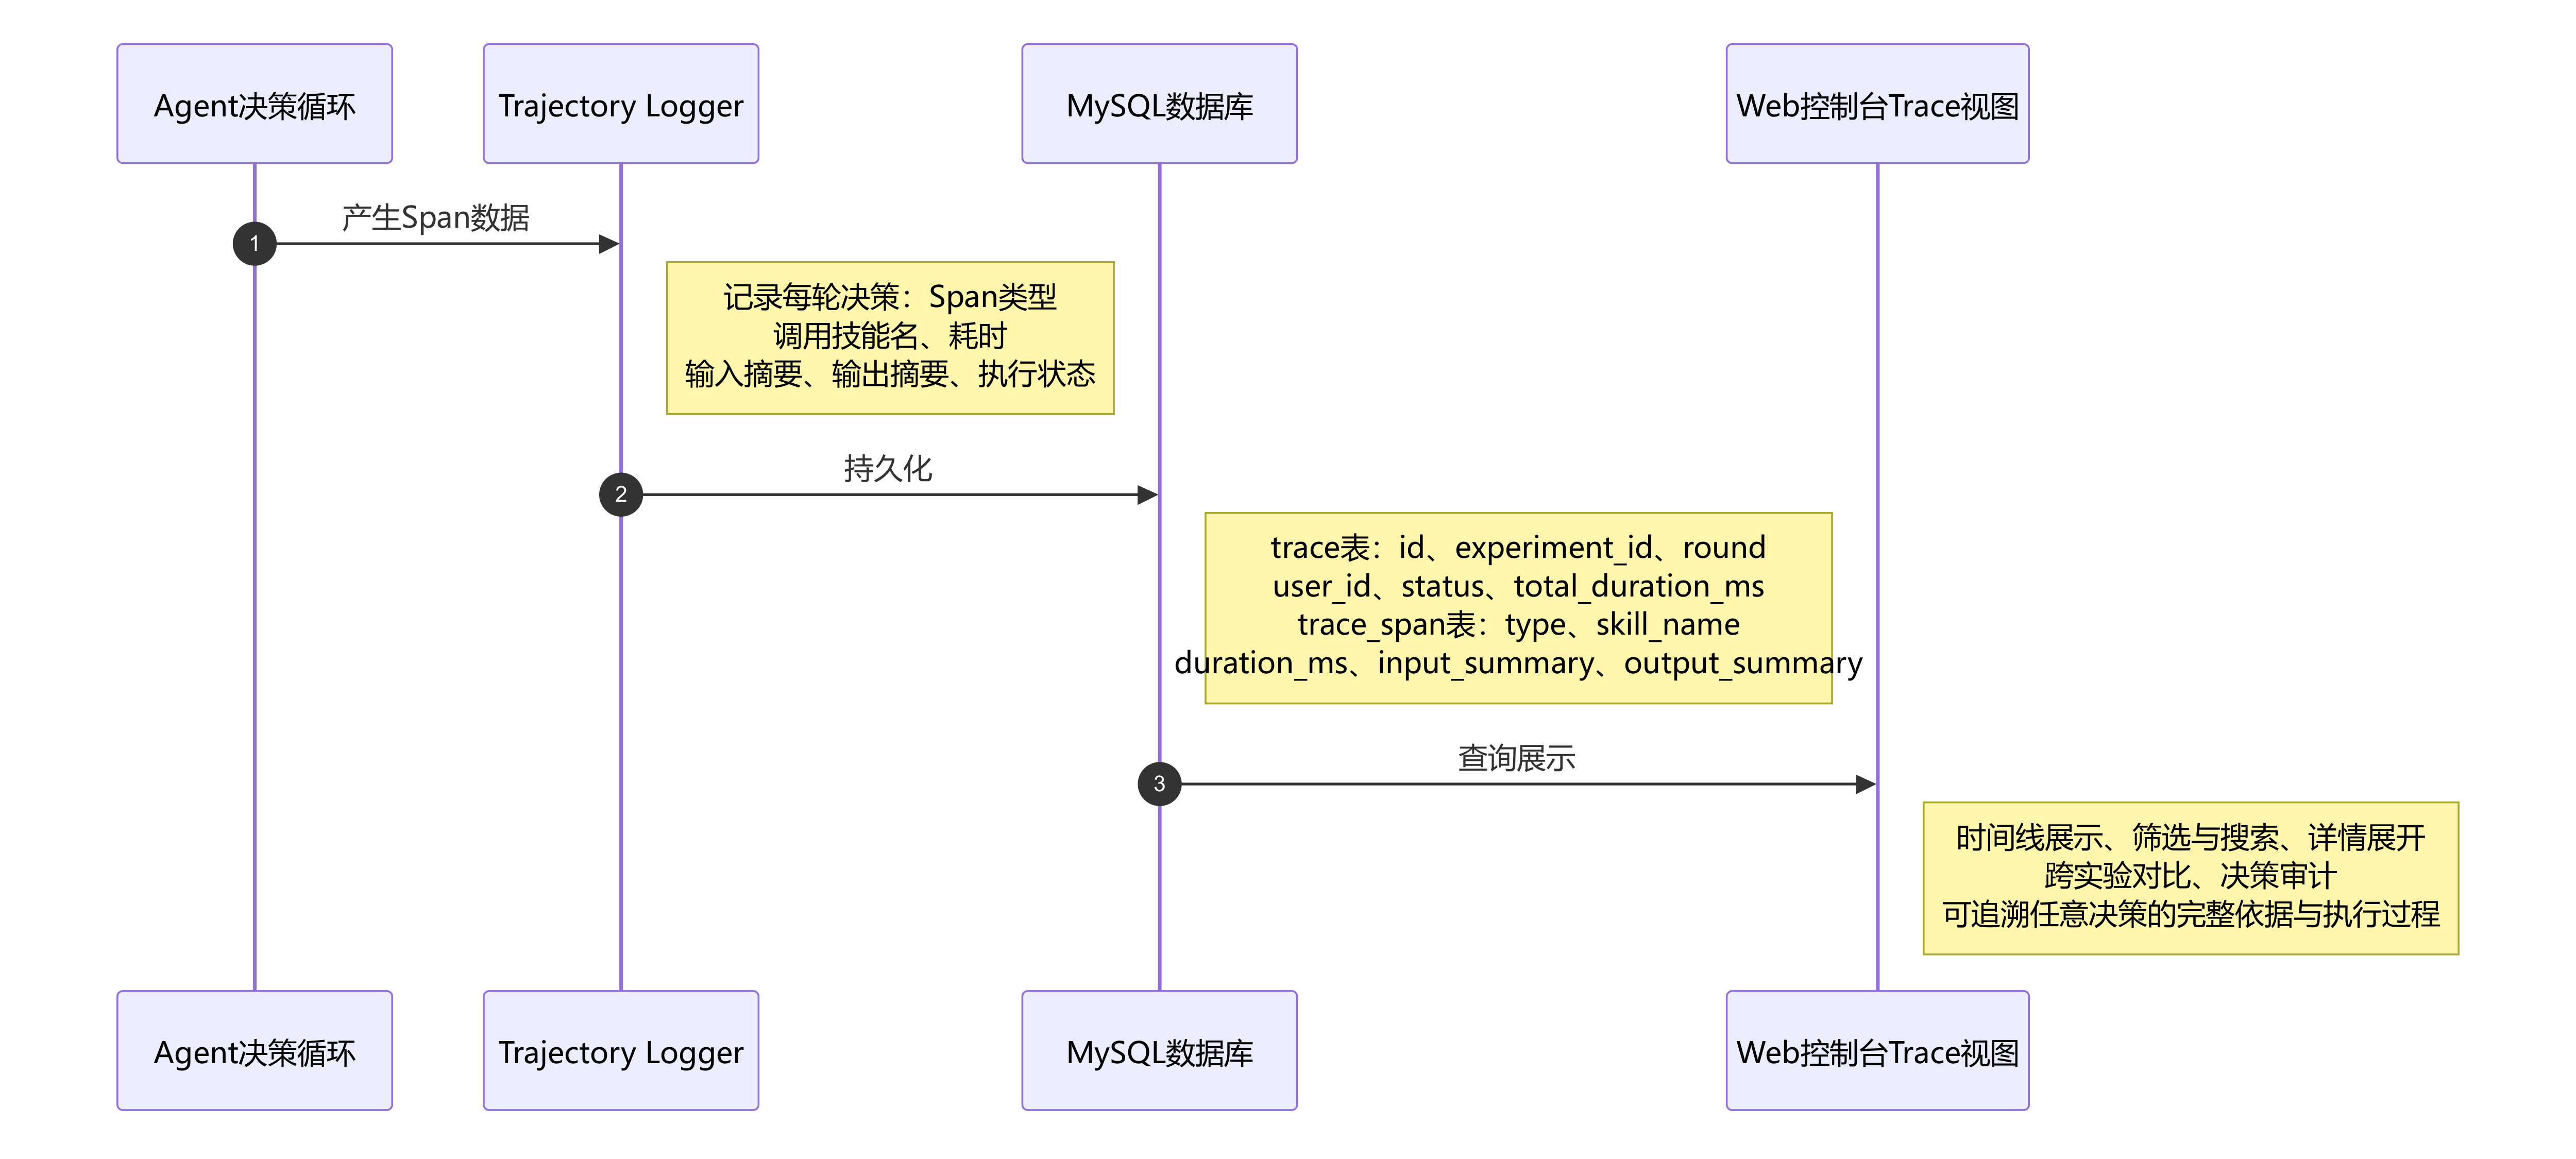 Agent决策循环
Trajectory Logger
MySQL数据库
Web控制台Trace视图
产生Span数据
1
记录每轮决策：Span类型
调用技能名、耗时
输入摘要、输出摘要、执行状态
持久化
2
trace表：id、experiment_id、round
user_id、status、total_duration_ms
trace_span表：type、skill_name
duration_ms、input_summary、output_summary
查询展示
3
时间线展示、筛选与搜索、详情展开
跨实验对比、决策审计
可追溯任意决策的完整依据与执行过程
Agent决策循环
Trajectory Logger
MySQL数据库
Web控制台Trace视图